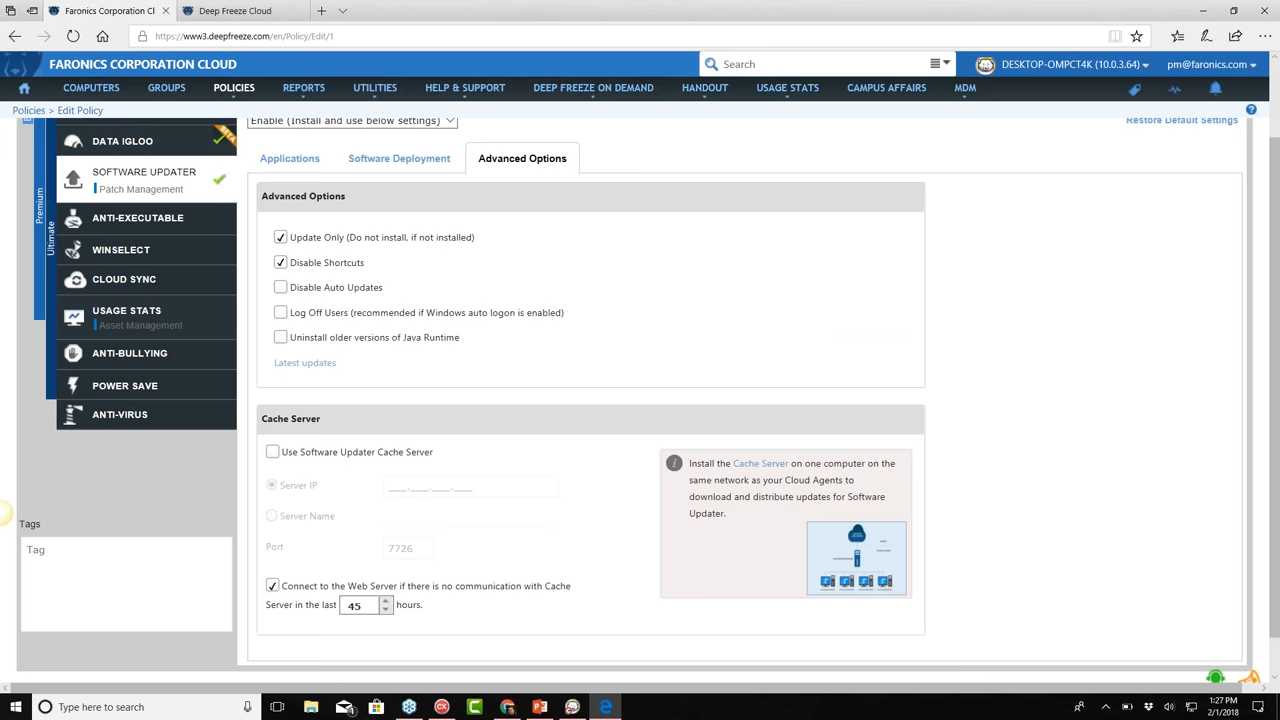 Faronics Corporation Cl
Deep Freeze Cloud
https://www3.deepfreeze.com/en/Policy/Edit/1
FARONICS CORPORATION CLOUD
Search
DESKTOP-OMPCT4K (10.0.3.64)
pm@faronics.com
COMPUTERS GROUPS POLICIES REPORTS UTILITIES HELP & SUPPORT DEEP FREEZE ON DEMAND HANDOUT USAGE STATS CAMPUS AFFAIRS MDM
Policies > Edit Policy
Enable (Install and use below settings)
Restore Default Settings
Premium
Ultimate
DATA IGLOO
BETA
SOFTWARE UPDATER
Patch Management
ANTI-EXECUTABLE
WINSELECT
CLOUD SYNC
USAGE STATS
Asset Management
ANTI-BULLYING
POWER SAVE
ANTI-VIRUS
Tags
Tag
Applications Software Deployment Advanced Options
Advanced Options
Update Only (Do not install, if not installed)
Disable Shortcuts
Disable Auto Updates
Log Off Users (recommended if Windows auto logon is enabled)
Uninstall older versions of Java Runtime
Latest updates
Cache Server
Use Software Updater Cache Server
Server IP ___.___.___.___
Server Name
Port 7726
Connect to the Web Server if there is no communication with Cache
Server in the last 45 hours.
Install the Cache Server on one computer on the
same network as your Cloud Agents to
download and distribute updates for Software
Updater.
Type here to search
1:27 PM
2/1/2018